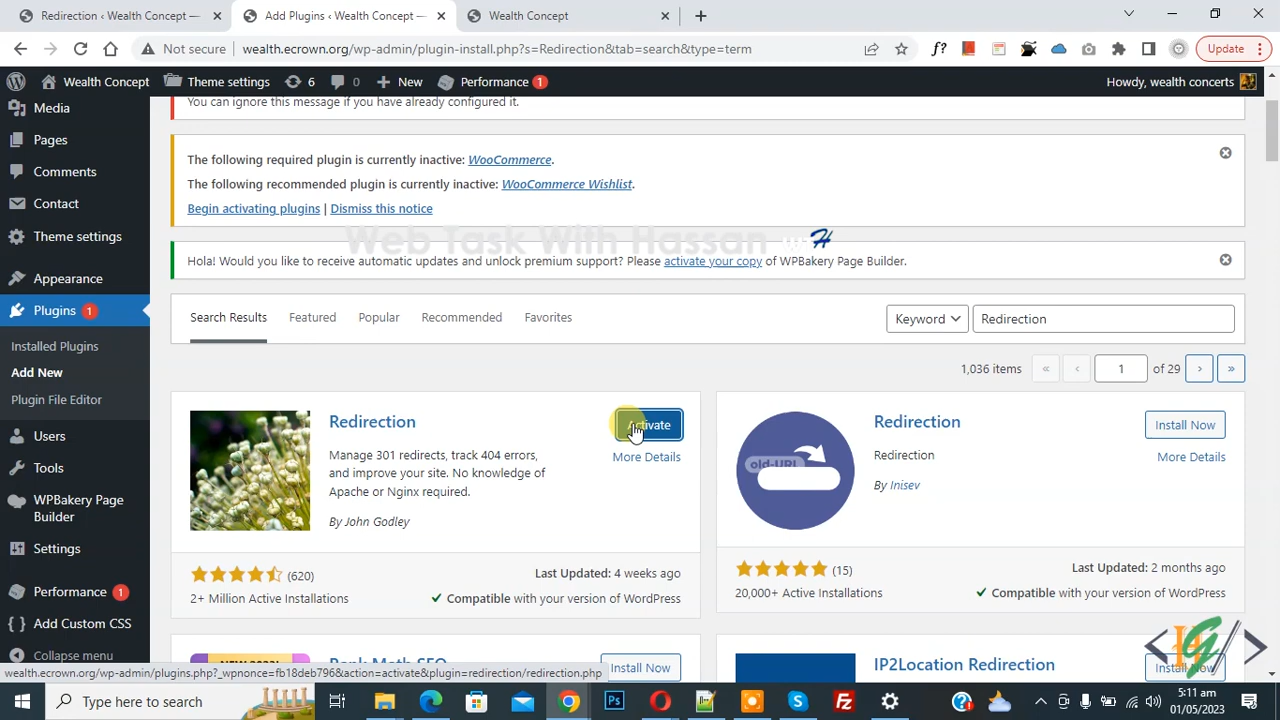 Redirection ‹ Wealth Concept —
Add Plugins ‹ Wealth Concept —
Wealth Concept
Not secure
wealth.ecrown.org/wp-admin/plugin-install.php?s=Redirection&tab=search&type=term
f?
Update
Wealth Concept
Theme settings
6
0
New
Performance 1
Howdy, wealth concerts
Media
Pages
Comments
Contact
Theme settings
Appearance
Plugins 1
Installed Plugins
Add New
Plugin File Editor
Users
Tools
WPBakery Page
Builder
Settings
Performance 1
Add Custom CSS
Collapse menu
You can ignore this message if you have already configured it.
The following required plugin is currently inactive: WooCommerce.
The following recommended plugin is currently inactive: WooCommerce Wishlist.
Begin activating plugins | Dismiss this notice
Web Task With Hassan
Hola! Would you like to receive automatic updates and unlock premium support? Please activate your copy of WPBakery Page Builder.
Search Results
Featured
Popular
Recommended
Favorites
Keyword
Redirection
1,036 items
«
‹
1
of 29
›
»
Redirection
Activate
More Details
Manage 301 redirects, track 404 errors,
and improve your site. No knowledge of
Apache or Nginx required.
By John Godley
(620)
Last Updated: 4 weeks ago
2+ Million Active Installations
Compatible with your version of WordPress
old-URL
Redirection
Install Now
More Details
Redirection
By Inisev
(15)
Last Updated: 2 months ago
20,000+ Active Installations
Compatible with your version of WordPress
Rank Math SEO
Install Now
IP2Location Redirection
Install Now
wealth.ecrown.org/wp-admin/plugins.php?_wpnonce=fb18deb796&action=activate&plugin=redirection/redirection.php
Type here to search
Ps
5:11 am
01/05/2023